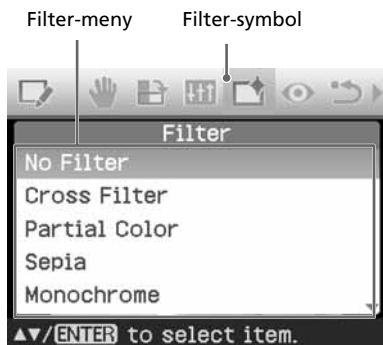 Filter-meny Filter-symbol
Filter
No Filter
Cross Filter
Partial Color
Sepia
Monochrome
▲▼/ENTER to select item.